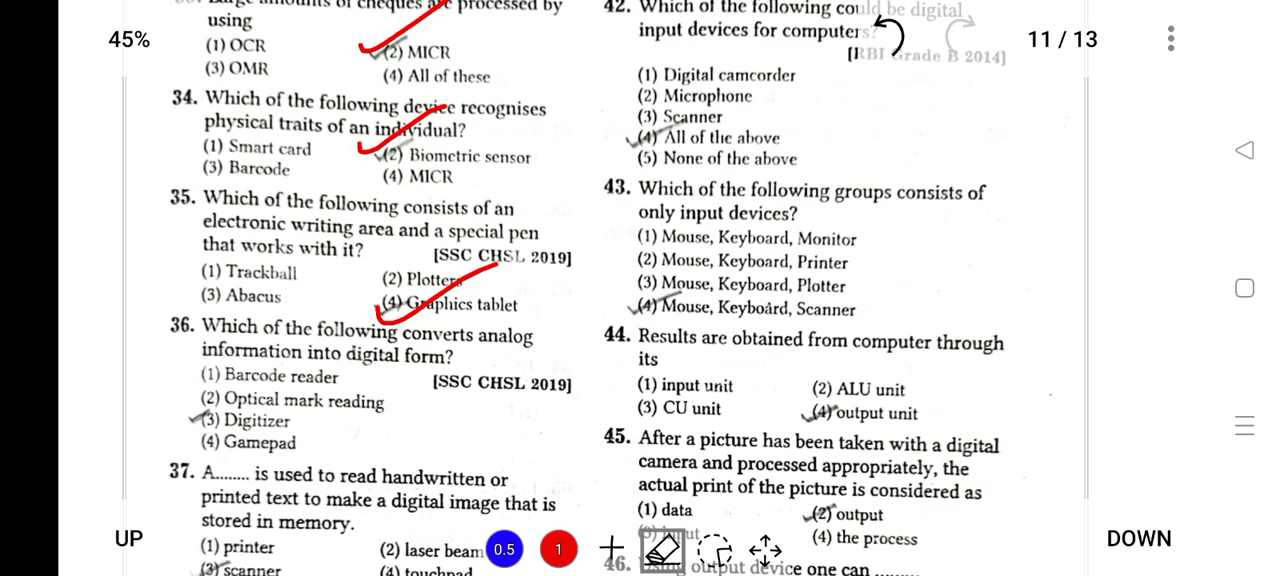 45%
11 / 13
UP
DOWN
0.5
1
cheques are processed by
using
(1) OCR
(2) MICR
(3) OMR
(4) All of these
34. Which of the following device recognises
physical traits of an individual?
(1) Smart card
(2) Biometric sensor
(3) Barcode
(4) MICR
35. Which of the following consists of an
electronic writing area and a special pen
that works with it?
[SSC CHSL 2019]
(1) Trackball
(2) Plotters
(3) Abacus
(4) Graphics tablet
36. Which of the following converts analog
information into digital form?
(1) Barcode reader
[SSC CHSL 2019]
(2) Optical mark reading
(3) Digitizer
(4) Gamepad
37. A........ is used to read handwritten or
printed text to make a digital image that is
stored in memory.
(1) printer
(2) laser beam
(3) scanner
(4) touchpad
42. Which of the following could be digital
input devices for computers?
[RBI Grade B 2014]
(1) Digital camcorder
(2) Microphone
(3) Scanner
(4) All of the above
(5) None of the above
43. Which of the following groups consists of
only input devices?
(1) Mouse, Keyboard, Monitor
(2) Mouse, Keyboard, Printer
(3) Mouse, Keyboard, Plotter
(4) Mouse, Keyboard, Scanner
44. Results are obtained from computer through
its
(1) input unit
(2) ALU unit
(3) CU unit
(4) output unit
45. After a picture has been taken with a digital
camera and processed appropriately, the
actual print of the picture is considered as
(1) data
(2) output
(4) the process
46. output device one can ........